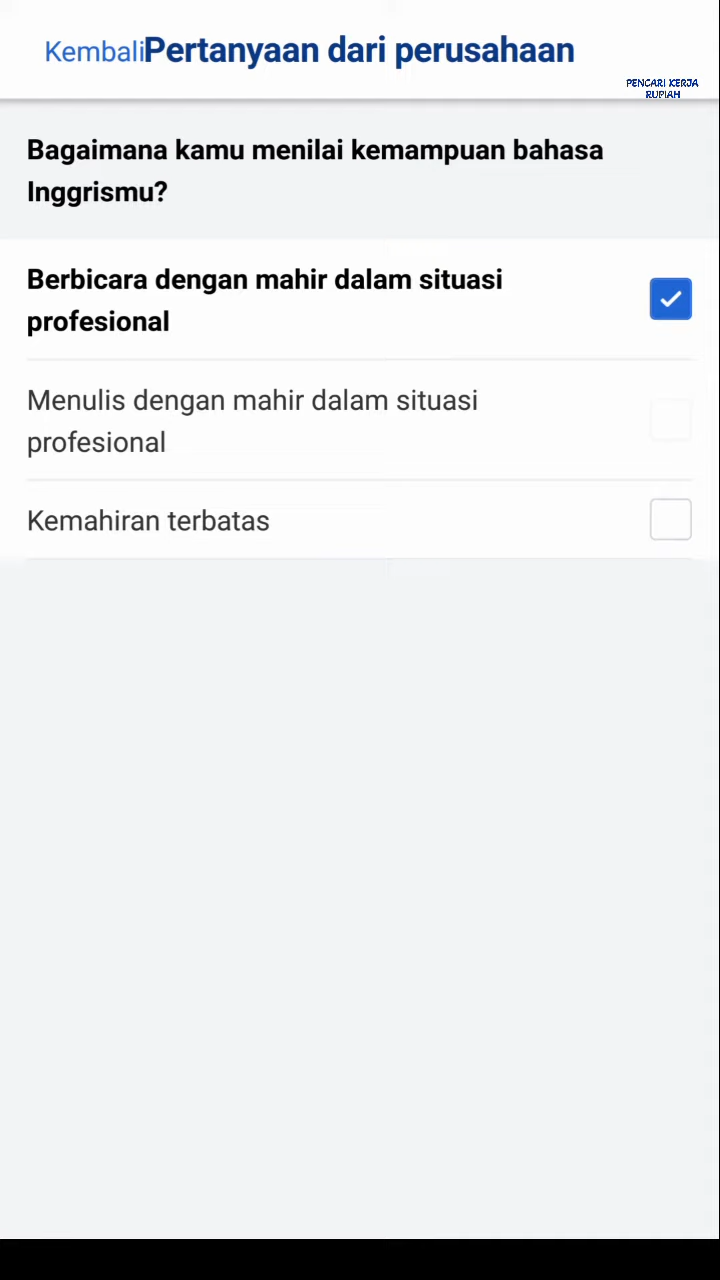 Kembali
Pertanyaan dari perusahaan
PENCARI KERJA
RUPIAH
Bagaimana kamu menilai kemampuan bahasa
Inggrismu?
Berbicara dengan mahir dalam situasi
profesional
Menulis dengan mahir dalam situasi
profesional
Kemahiran terbatas